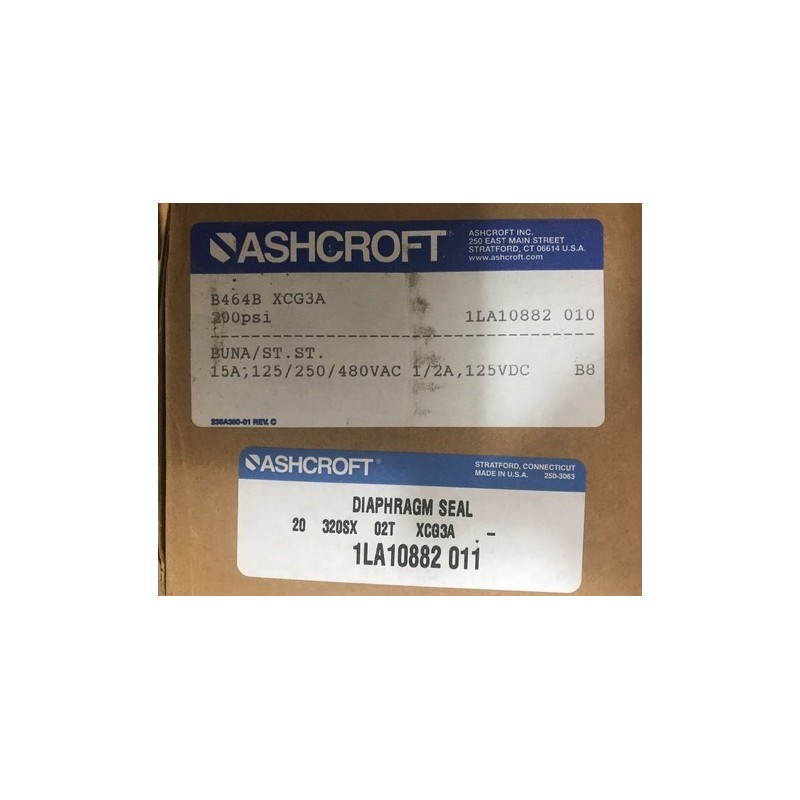 ASHCROFT
ASHCROFT INC.
250 EAST MAIN STREET
STRATFORD, CT 06614 U.S.A.
www.ashcroft.com
B464B XCG3A
200psi 1LA10882 010
BUNA/ST.ST.
15A,125/250/480VAC 1/2A,125VDC B8
236A300-01 REV. C
ASHCROFT®
STRATFORD, CONNECTICUT
MADE IN U.S.A. 250-3063
DIAPHRAGM SEAL
20 320SX 02T XCG3A -
1LA10882 011